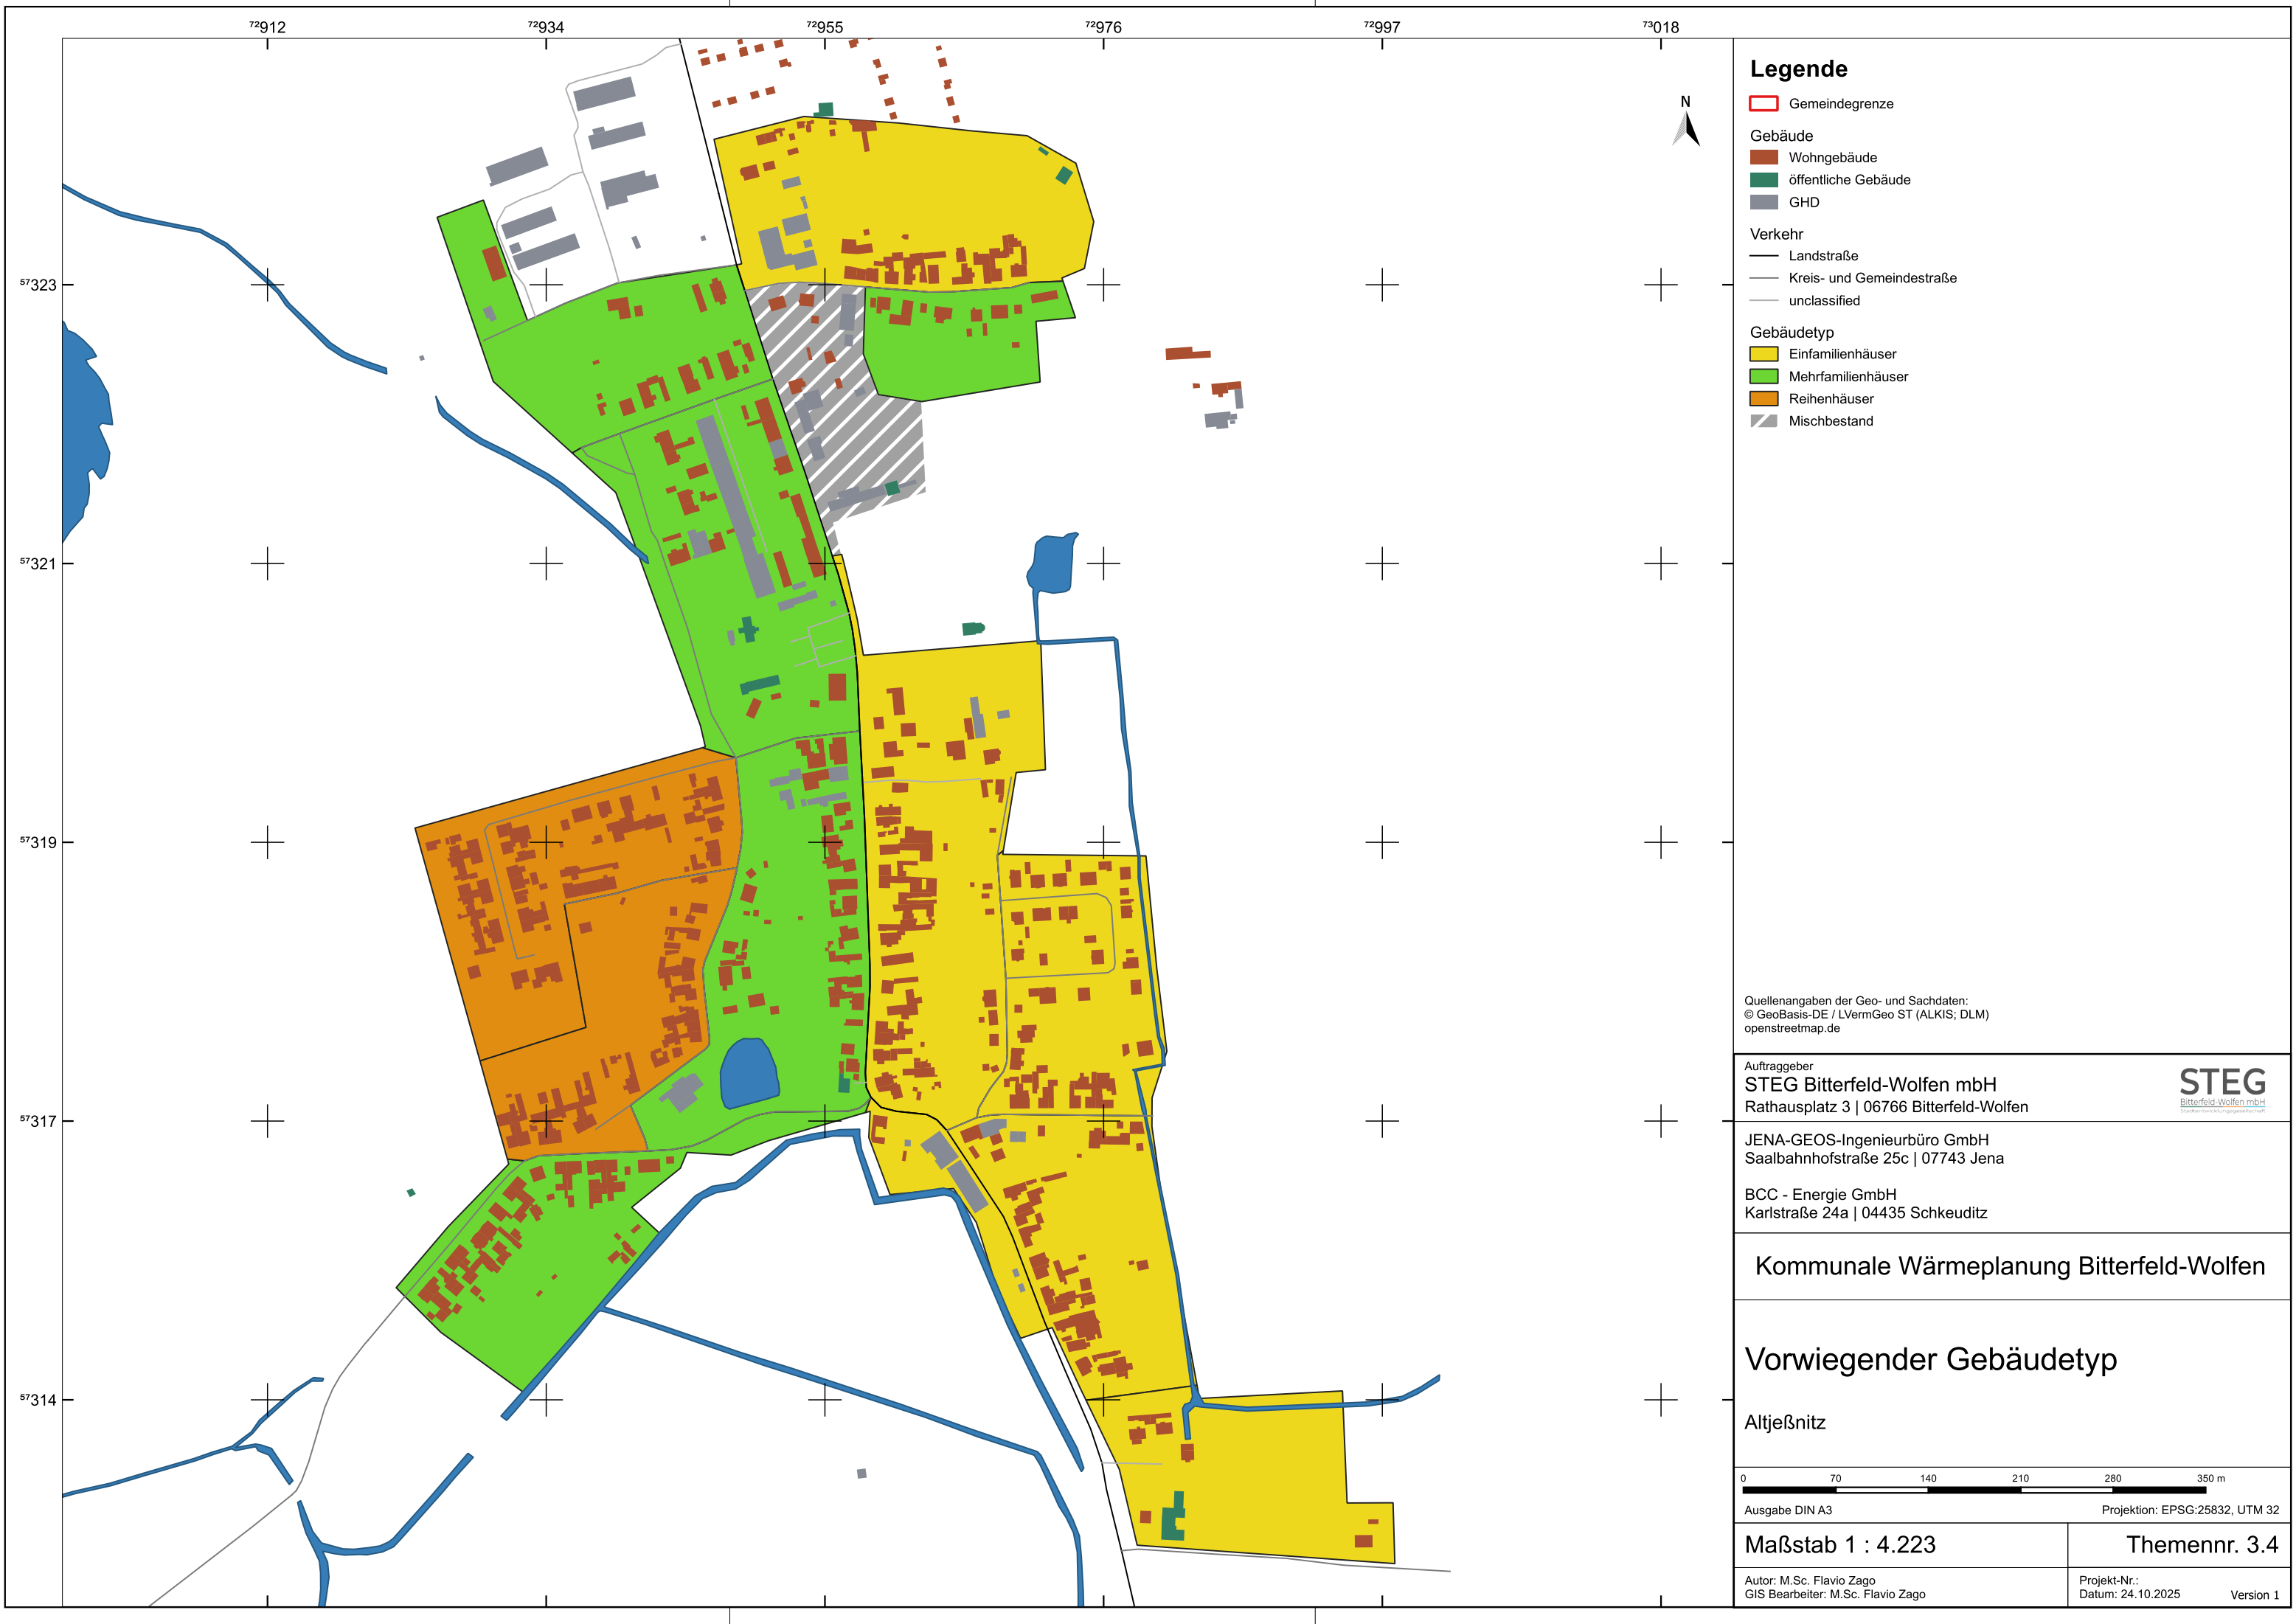 ⁷²912 ⁷²934 ⁷²955 ⁷²976 ⁷²997 ⁷³018
⁵⁷323
⁵⁷321
⁵⁷319
⁵⁷317
⁵⁷314
N
Legende
Gemeindegrenze
Gebäude
Wohngebäude
öffentliche Gebäude
GHD
Verkehr
Landstraße
Kreis- und Gemeindestraße
unclassified
Gebäudetyp
Einfamilienhäuser
Mehrfamilienhäuser
Reihenhäuser
Mischbestand
Quellenangaben der Geo- und Sachdaten:
© GeoBasis-DE / LVermGeo ST (ALKIS; DLM)
openstreetmap.de
Auftraggeber
STEG Bitterfeld-Wolfen mbH
Rathausplatz 3 | 06766 Bitterfeld-Wolfen
STEG
Bitterfeld-Wolfen mbH
Stadtentwicklungsgesellschaft
JENA-GEOS-Ingenieurbüro GmbH
Saalbahnhofstraße 25c | 07743 Jena
BCC - Energie GmbH
Karlstraße 24a | 04435 Schkeuditz
Kommunale Wärmeplanung Bitterfeld-Wolfen
Vorwiegender Gebäudetyp
Altjeßnitz
0 70 140 210 280 350 m
Ausgabe DIN A3 Projektion: EPSG:25832, UTM 32
Maßstab 1 : 4.223 Themennr. 3.4
Autor: M.Sc. Flavio Zago
GIS Bearbeiter: M.Sc. Flavio Zago
Projekt-Nr.:
Datum: 24.10.2025 Version 1